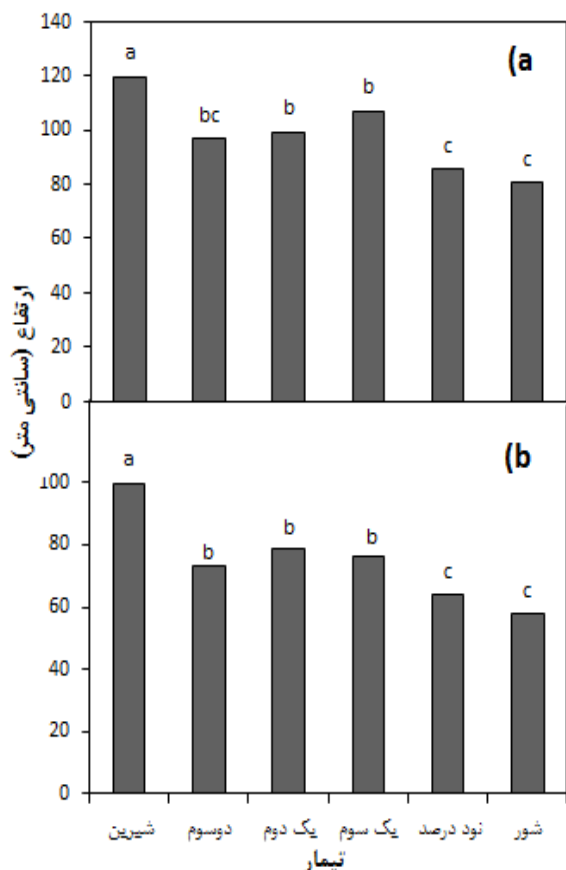 ارتفاع (سانتی متر)
140
120
100
80
60
40
20
0
(a
a
bc
b
b
c
c
100
80
60
40
20
0
(b
a
b
b
b
c
c
شیرین
دوسوم
یک دوم
یک سوم
نود درصد
شور
تیمار